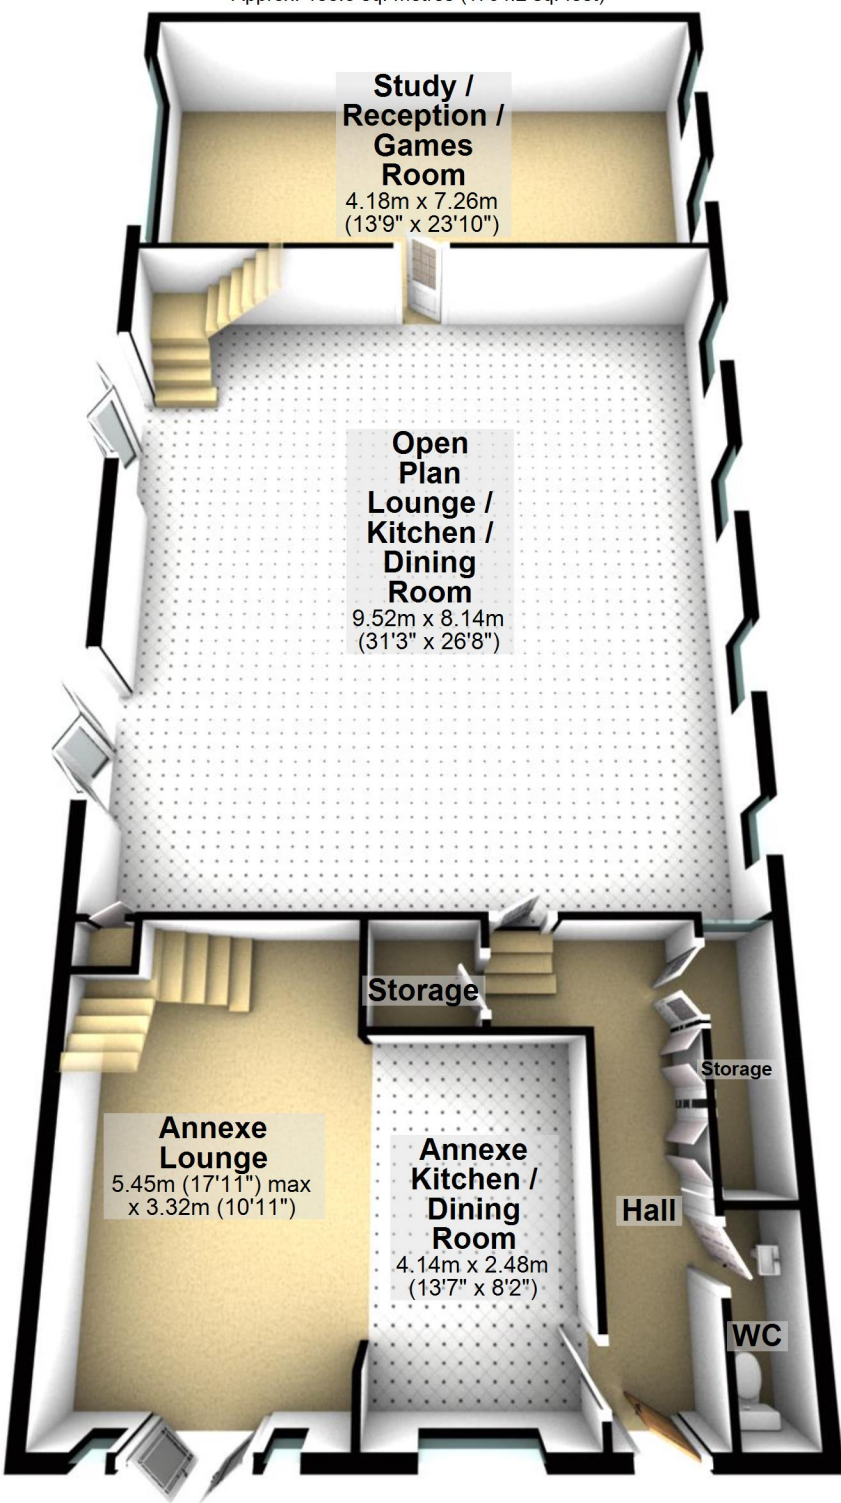 Study /
Reception /
Games
Room
4.18m x 7.26m
(13'9" x 23'10")
Open
Plan
Lounge /
Kitchen /
Dining
Room
9.52m x 8.14m
(31'3" x 26'8")
Storage
Storage
Annexe
Lounge
5.45m (17'11") max
x 3.32m (10'11")
Annexe
Kitchen /
Dining
Room
4.14m x 2.48m
(13'7" x 8'2")
Hall
WC